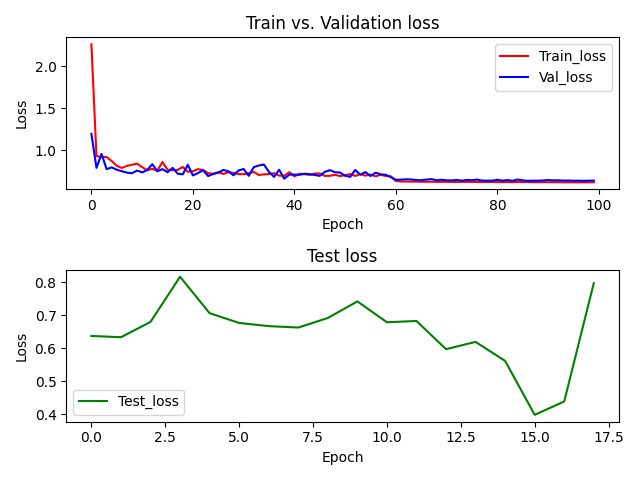 Train vs. Validation loss
2.0
1.5
1.0
Loss
Train_loss
Val_loss
0 20 40 60 80 100
Epoch
Test loss
0.8
0.7
0.6
0.5
0.4
Loss
Test_loss
0.0 2.5 5.0 7.5 10.0 12.5 15.0 17.5
Epoch